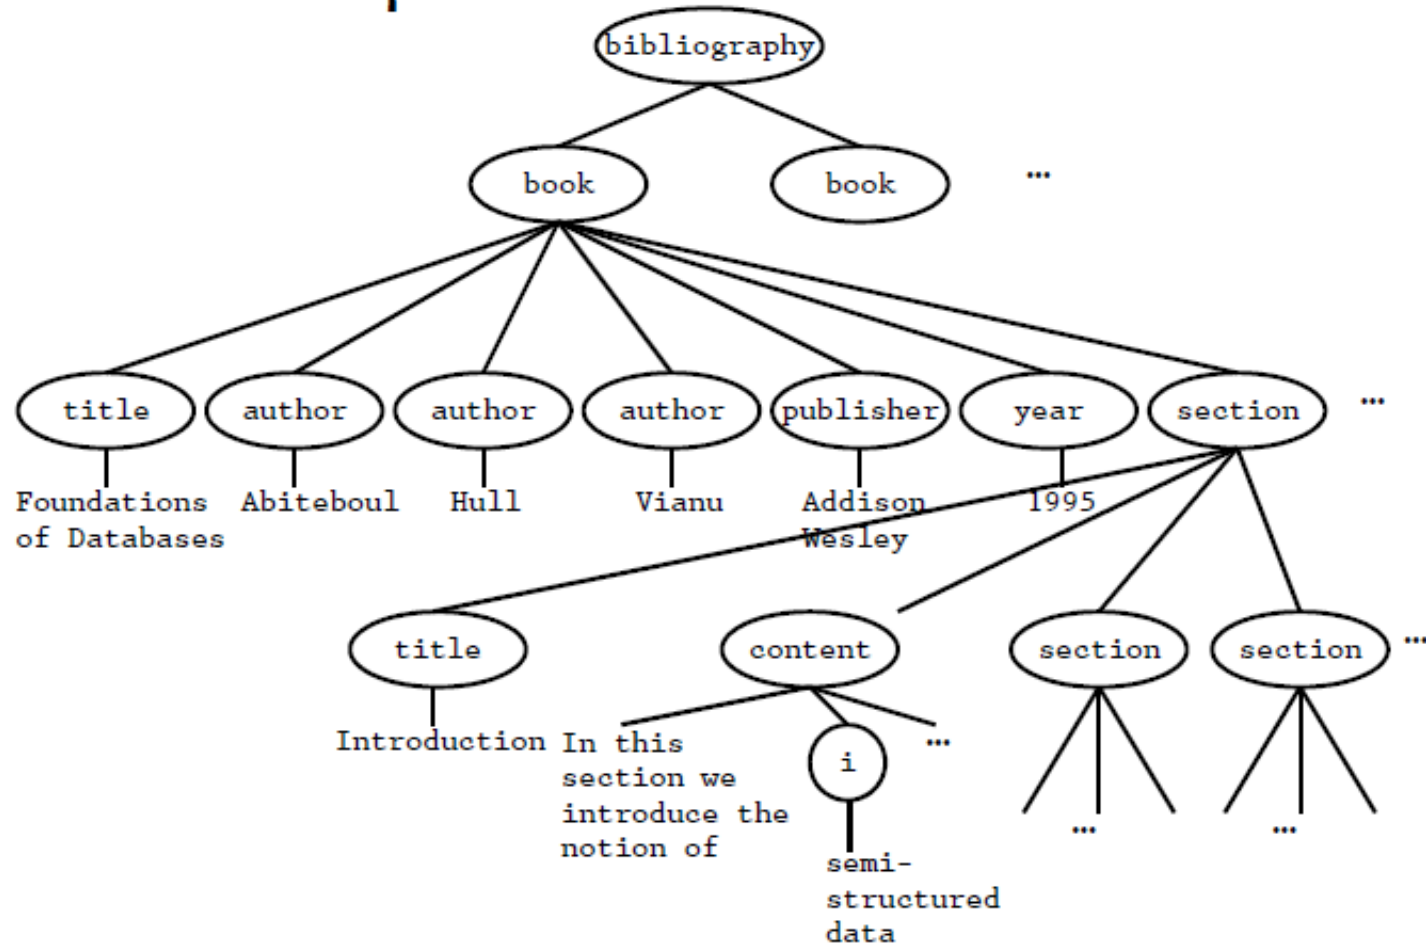 bibliography
book
book
...
title
author
author
author
publisher
year
section
...
Foundations
of Databases
Abiteboul
Hull
Vianu
Addison
Wesley
1995
title
content
section
section
...
Introduction
In this
section we
introduce the
notion of
i
...
semi-
structured
data
...
...